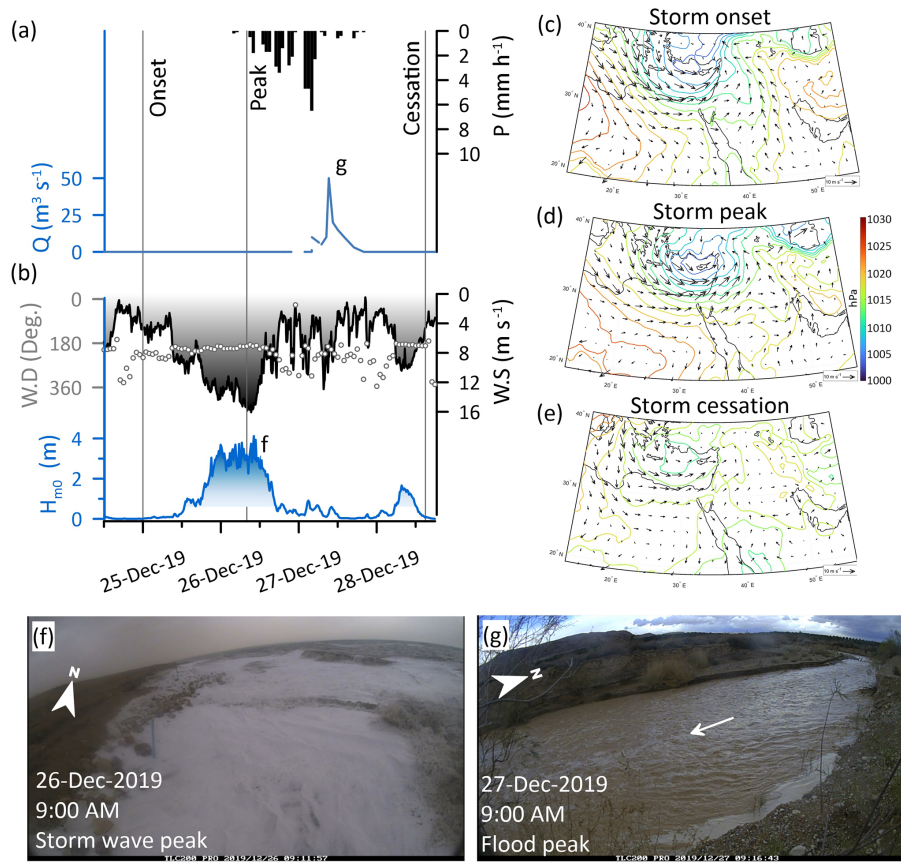 (a)
Onset
Peak
Cessation
0
2
4
6
8
10
P (mm h⁻¹)
50
25
0
Q (m³ s⁻¹)
g
(b)
0
180
360
W.D (Deg.)
0
4
8
12
16
W.S (m s⁻¹)
4
2
0
Hm0 (m)
f
25-Dec-19
26-Dec-19
27-Dec-19
28-Dec-19
(c)
Storm onset
40° N
30° N
20° N
20° E
30° E
40° E
50° E
40° N
10 m s⁻¹
(d)
Storm peak
40° N
30° N
20° N
20° E
30° E
40° E
50° E
40° N
10 m s⁻¹
1030
1020
1015
1010
1005
1000
hPa
(e)
Storm cessation
40° N
30° N
20° N
20° E
30° E
40° E
50° E
40° N
10 m s⁻¹
(f)
N
26-Dec-2019
9:00 AM
Storm wave peak
TLC200 PRO 2019/12/26 09:11:57
(g)
N
27-Dec-2019
9:00 AM
Flood peak
TLC200 PRO 2019/12/27 09:16:43